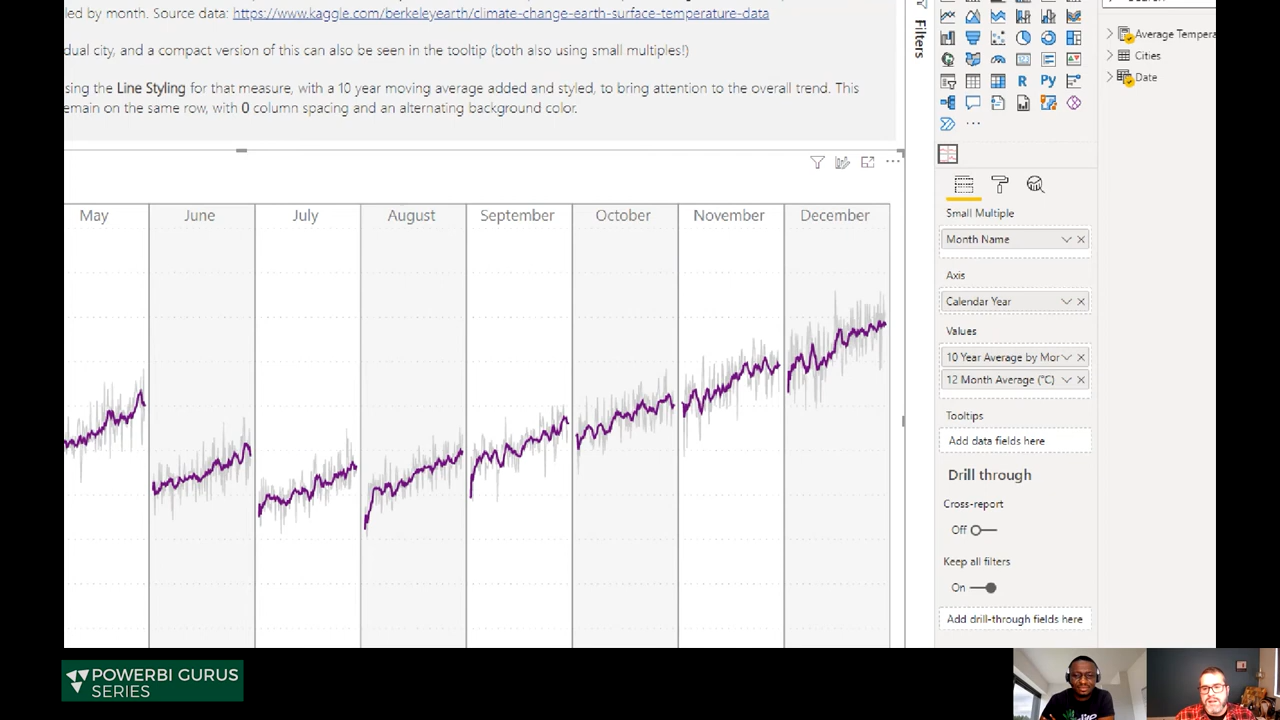 led by month. Source data: https://www.kaggle.com/berkeleyearth/climate-change-earth-surface-temperature-data
dual city, and a compact version of this can also be seen in the tooltip (both also using small multiples!)
sing the Line Styling for that measure, with a 10 year moving average added and styled, to bring attention to the overall trend. This
emain on the same row, with 0 column spacing and an alternating background color.
May
June
July
August
September
October
November
December
Filters
R
Py
Small Multiple
Month Name
Axis
Calendar Year
Values
10 Year Average by Mor
12 Month Average (°C)
Tooltips
Add data fields here
Drill through
Cross-report
Off
Keep all filters
On
Add drill-through fields here
Average Tempera
Cities
Date
POWERBI GURUS
SERIES